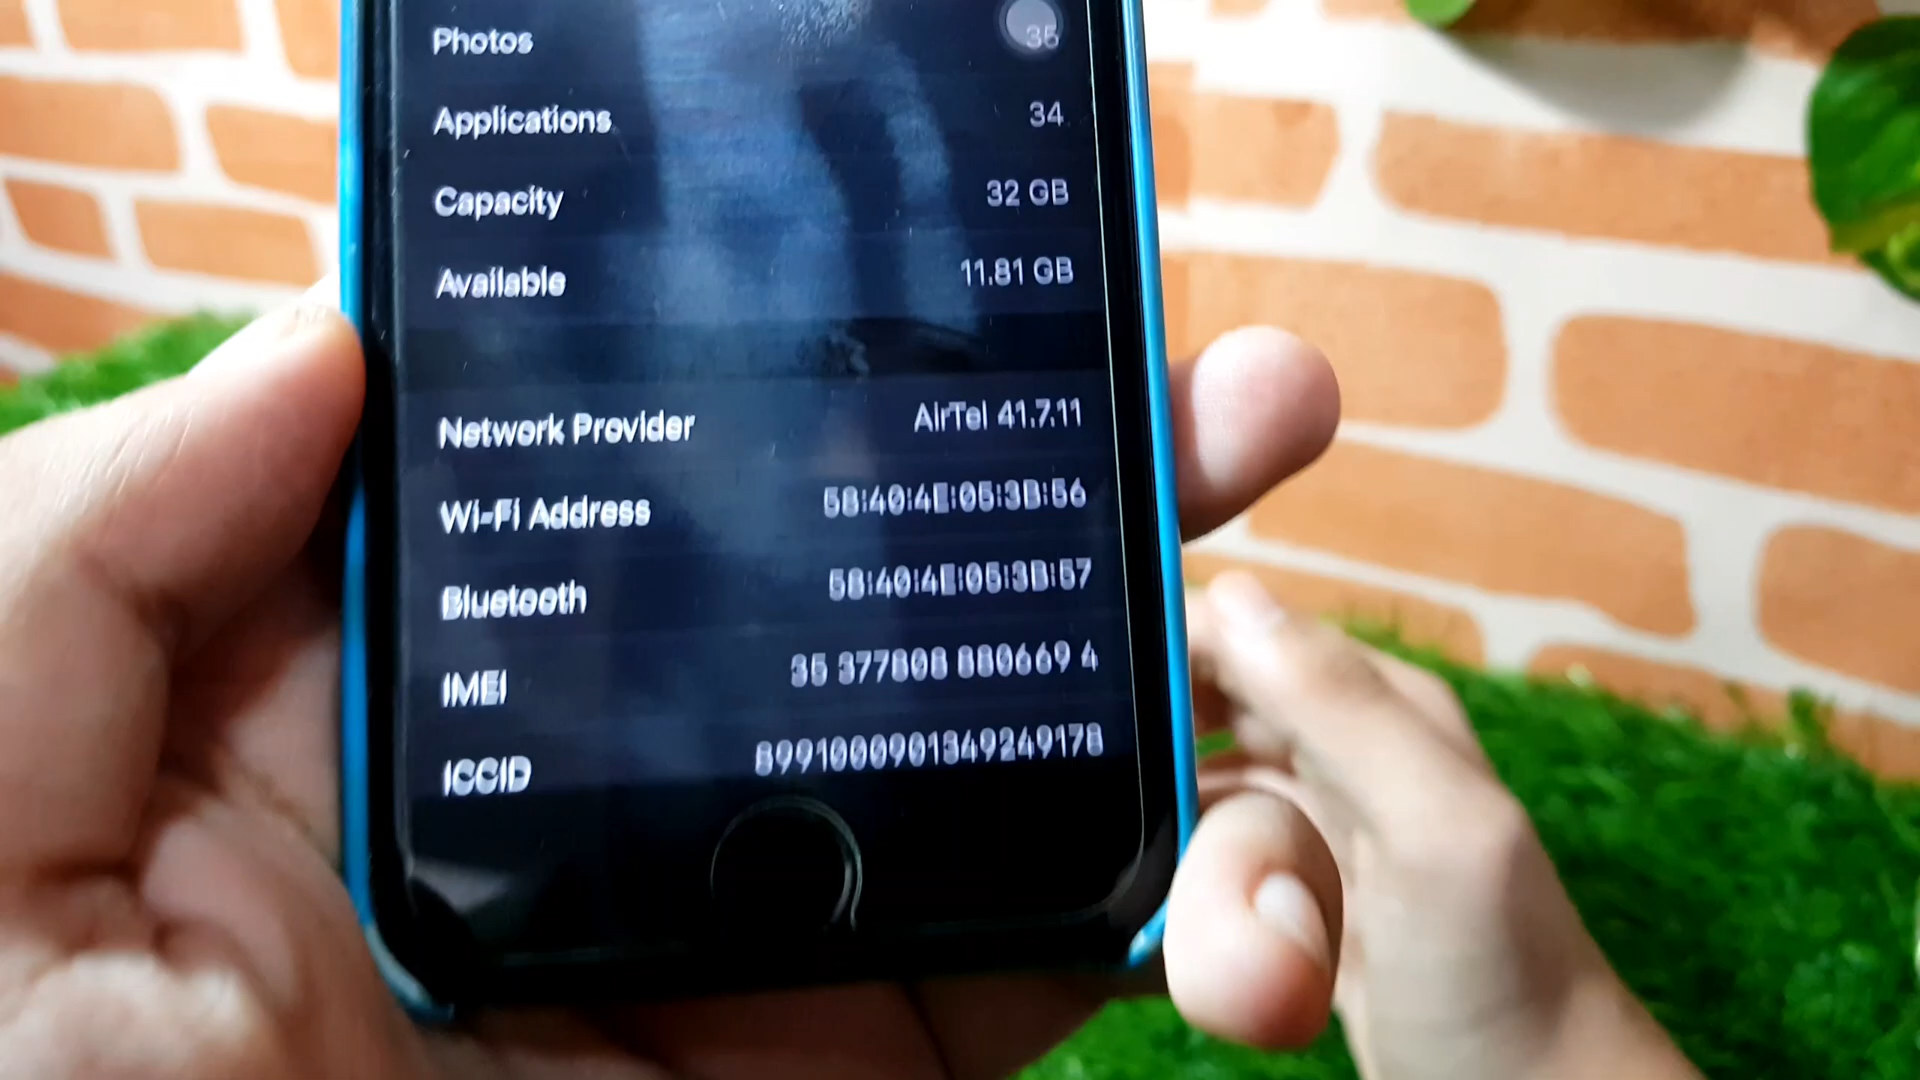 Photos 35
Applications 34
Capacity 32 GB
Available 11.81 GB
Network Provider AirTel 41.7.11
Wi-Fi Address 58:40:4E:05:3B:56
Bluetooth 58:40:4E:05:3B:57
IMEI 35 377808 880669 4
ICCID 8991000901349249178